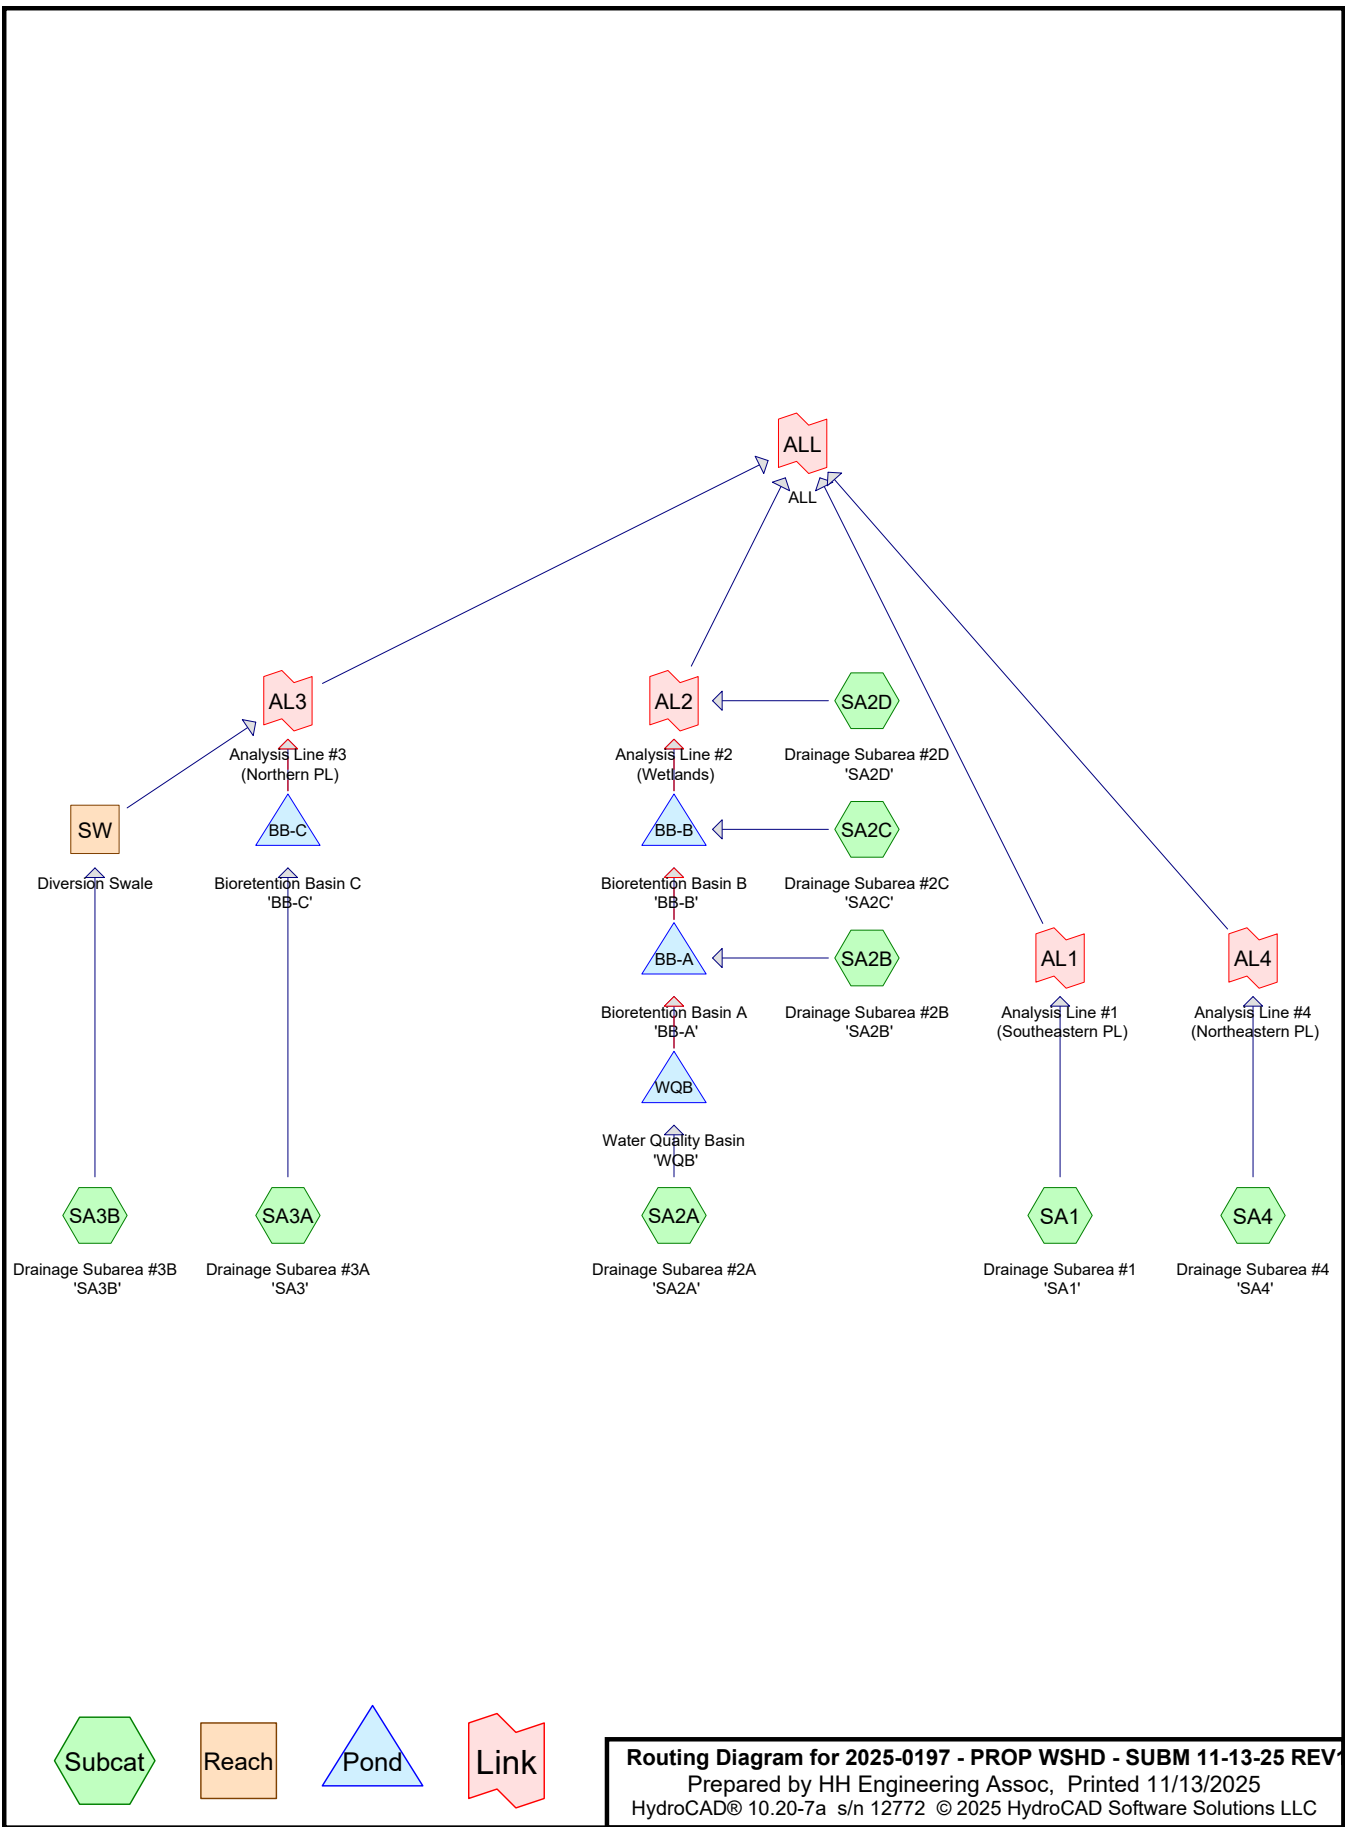 ALL
ALL
AL3
Analysis Line #3
(Northern PL)
AL2
Analysis Line #2
(Wetlands)
SA2D
Drainage Subarea #2D
'SA2D'
SW
Diversion Swale
BB-C
Bioretention Basin C
'BB-C'
BB-B
Bioretention Basin B
'BB-B'
SA2C
Drainage Subarea #2C
'SA2C'
BB-A
Bioretention Basin A
'BB-A'
SA2B
Drainage Subarea #2B
'SA2B'
AL1
Analysis Line #1
(Southeastern PL)
AL4
Analysis Line #4
(Northeastern PL)
WQB
Water Quality Basin
'WQB'
SA3B
Drainage Subarea #3B
'SA3B'
SA3A
Drainage Subarea #3A
'SA3'
SA2A
Drainage Subarea #2A
'SA2A'
SA1
Drainage Subarea #1
'SA1'
SA4
Drainage Subarea #4
'SA4'
Subcat
Reach
Pond
Link
Routing Diagram for 2025-0197 - PROP WSHD - SUBM 11-13-25 REV1
Prepared by HH Engineering Assoc, Printed 11/13/2025
HydroCAD® 10.20-7a s/n 12772 © 2025 HydroCAD Software Solutions LLC